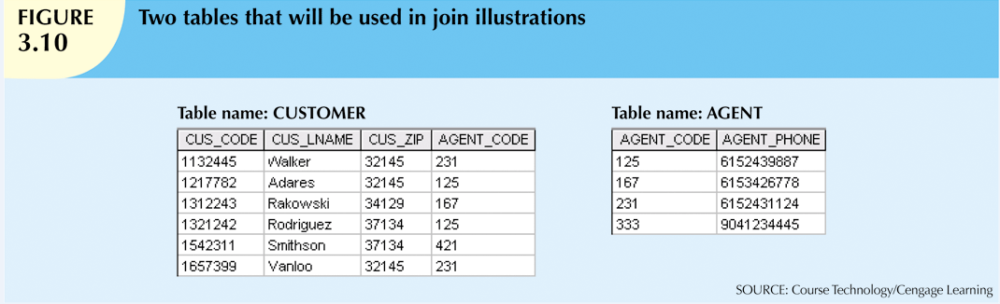 FIGURE
3.10
Two tables that will be used in join illustrations
Table name: CUSTOMER
CUS_CODE CUS_LNAME CUS_ZIP AGENT_CODE
1132445 Walker 32145 231
1217782 Adares 32145 125
1312243 Rakowski 34129 167
1321242 Rodriguez 37134 125
1542311 Smithson 37134 421
1657399 Vanloo 32145 231
Table name: AGENT
AGENT_CODE AGENT_PHONE
125 6152439887
167 6153426778
231 6152431124
333 9041234445
SOURCE: Course Technology/Cengage Learning